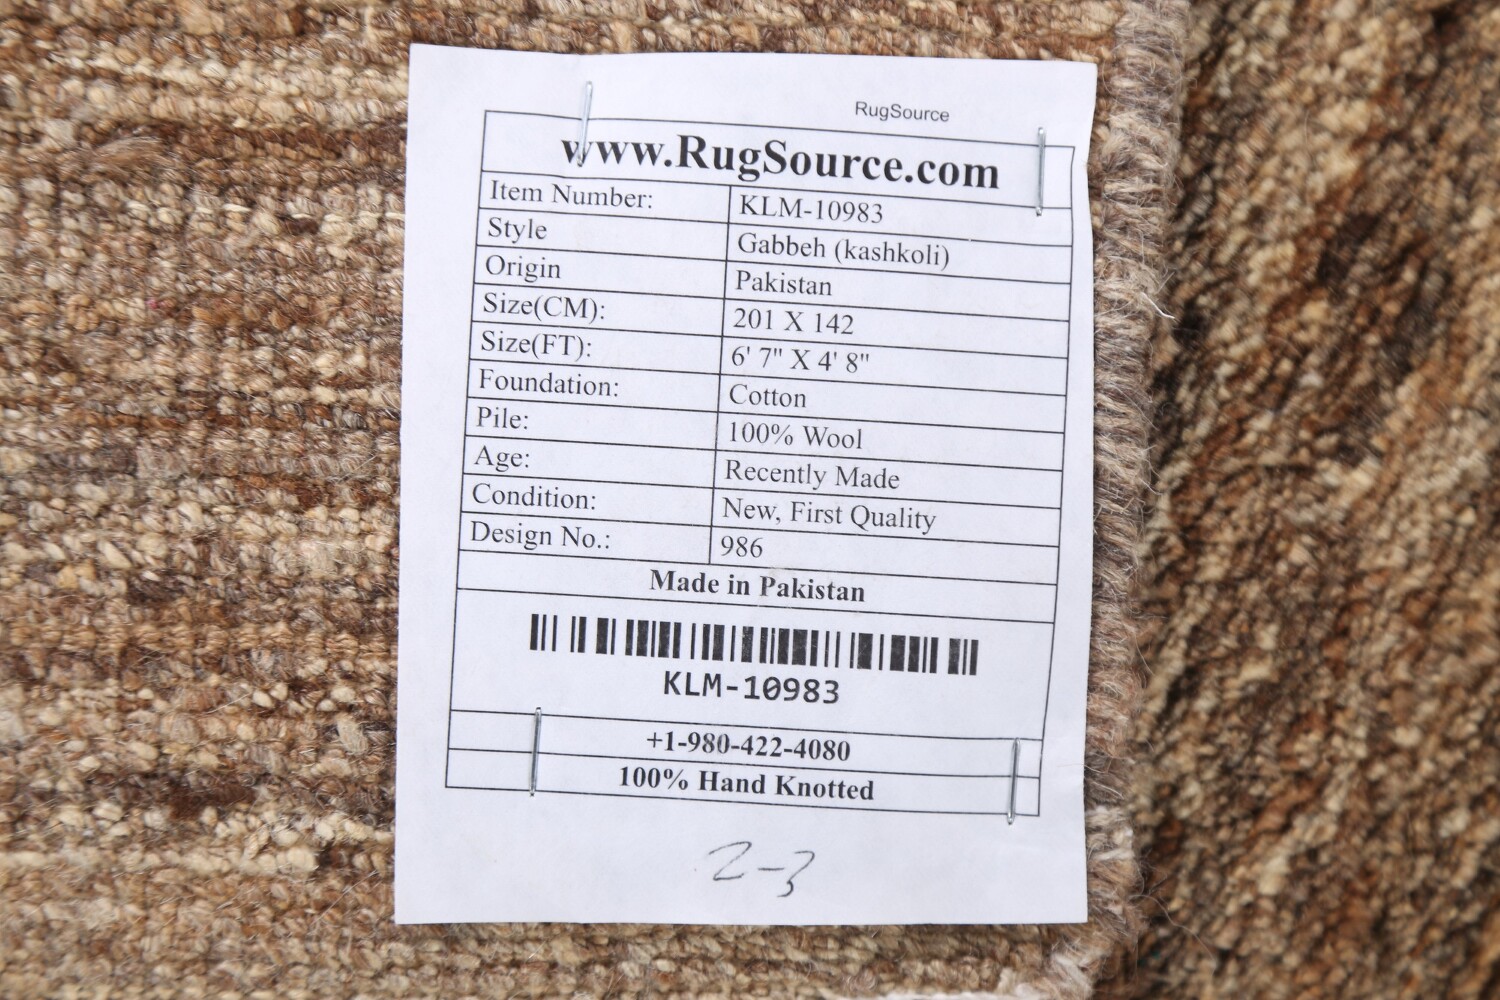 RugSource
www.RugSource.com
Item Number: KLM-10983
Style Gabbeh (kashkoli)
Origin Pakistan
Size(CM): 201 X 142
Size(FT): 6' 7" X 4' 8"
Foundation: Cotton
Pile: 100% Wool
Age: Recently Made
Condition: New, First Quality
Design No.: 986
Made in Pakistan
KLM-10983
+1-980-422-4080
100% Hand Knotted
2-3